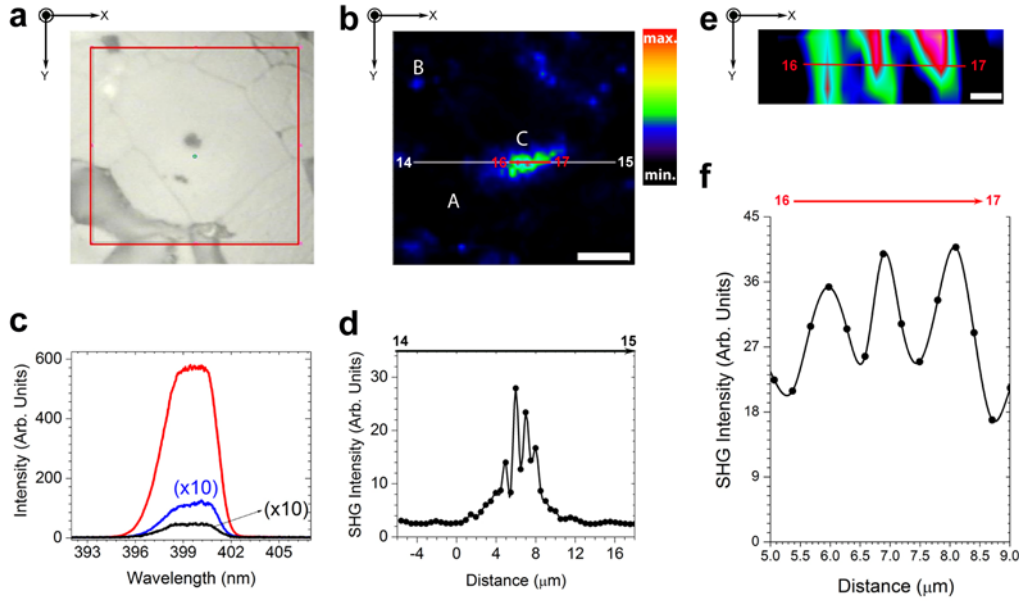 a
X
Y
b
X
Y
B
C
14
16
17
15
A
max.
min.
e
X
Y
16
17
c
Intensity (Arb. Units)
600
400
200
0
(x10)
(x10)
393
396
399
402
405
Wavelength (nm)
d
14
15
SHG Intensity (Arb. Units)
30
20
10
0
-4
0
4
8
12
16
Distance (μm)
f
16
17
SHG Intensity (Arb. Units)
45
36
27
18
9
0
5.0
5.5
6.0
6.5
7.0
7.5
8.0
8.5
9.0
Distance (μm)